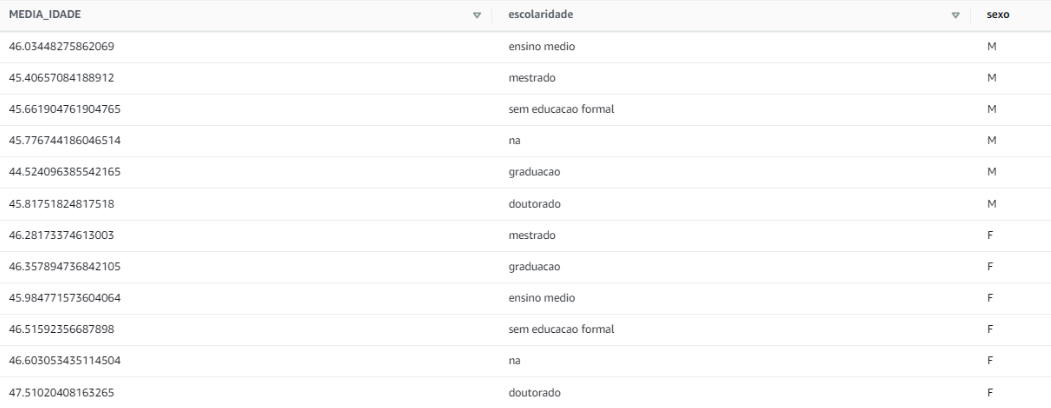 MEDIA_IDADE escolaridade sexo
46.03448275862069 ensino medio M
45.40657084188912 mestrado M
45.661904761904765 sem educacao formal M
45.776744186046514 na M
44.524096385542165 graduacao M
45.81751824817518 doutorado M
46.28173374613003 mestrado F
46.357894736842105 graduacao F
45.984771573604064 ensino medio F
46.51592356687898 sem educacao formal F
46.603053435114504 na F
47.51020408163265 doutorado F